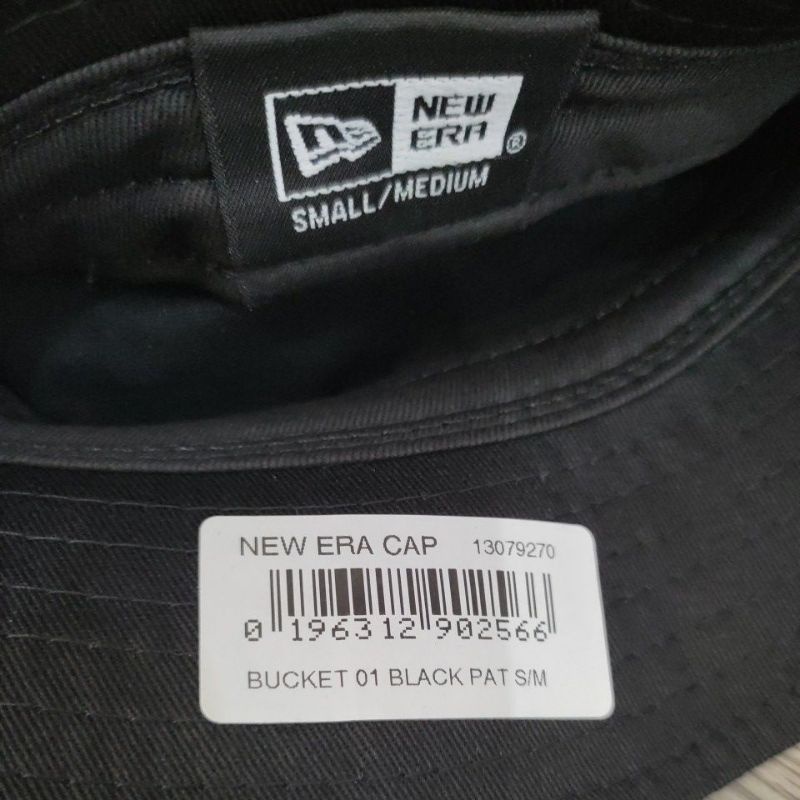 NEW
ERA®
SMALL/MEDIUM
NEW ERA CAP 13079270
0 196312 902566
BUCKET 01 BLACK PAT S/M